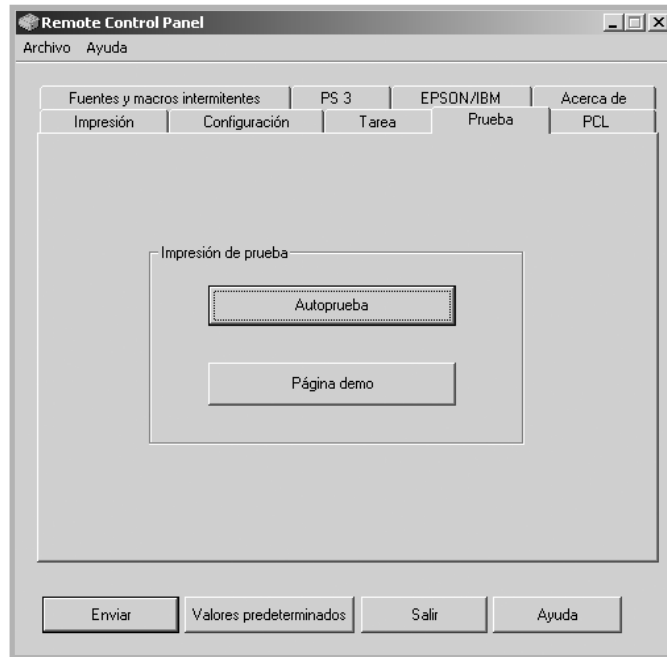 Remote Control Panel
Archivo Ayuda
Fuentes y macros intermitentes PS 3 EPSON/IBM Acerca de
Impresión Configuración Tarea Prueba PCL
Impresión de prueba
Autoprueba
Página demo
Enviar Valores predeterminados Salir Ayuda